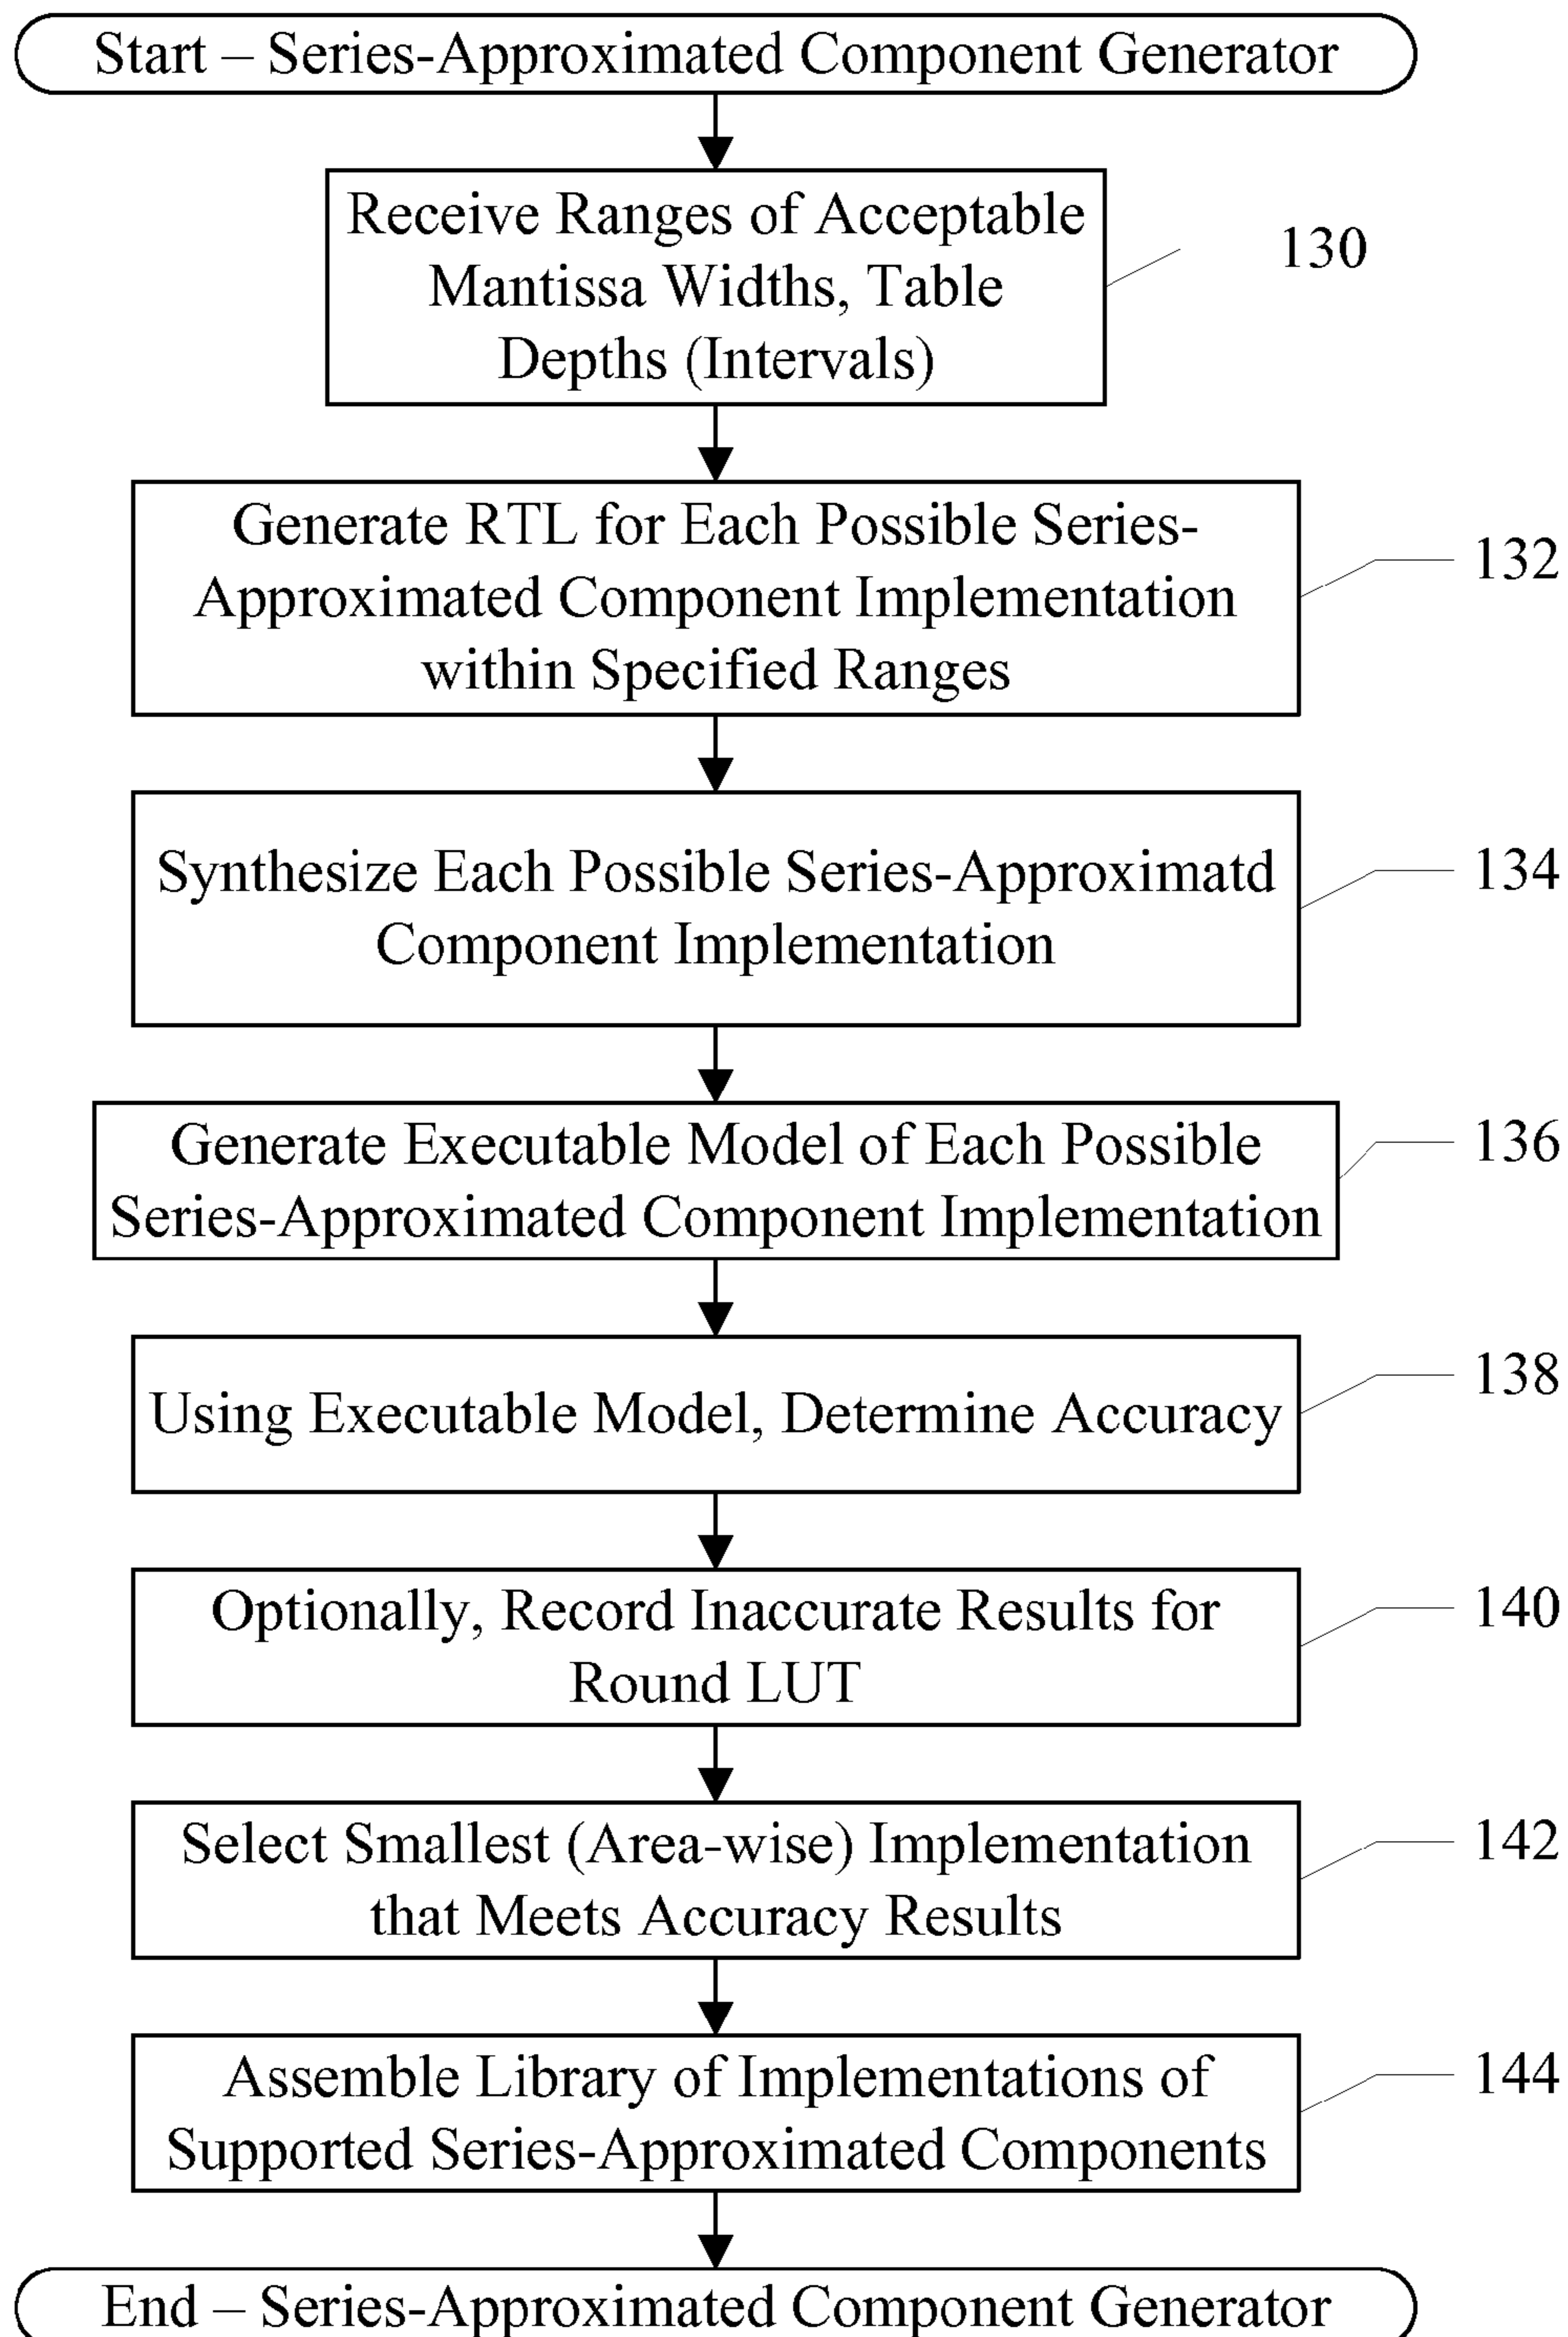 Start – Series-Approximated Component Generator
Receive Ranges of Acceptable
Mantissa Widths, Table
Depths (Intervals)
130
Generate RTL for Each Possible Series-
Approximated Component Implementation
within Specified Ranges
132
Synthesize Each Possible Series-Approximatd
Component Implementation
134
Generate Executable Model of Each Possible
Series-Approximated Component Implementation
136
Using Executable Model, Determine Accuracy
138
Optionally, Record Inaccurate Results for
Round LUT
140
Select Smallest (Area-wise) Implementation
that Meets Accuracy Results
142
Assemble Library of Implementations of
Supported Series-Approximated Components
144
End – Series-Approximated Component Generator